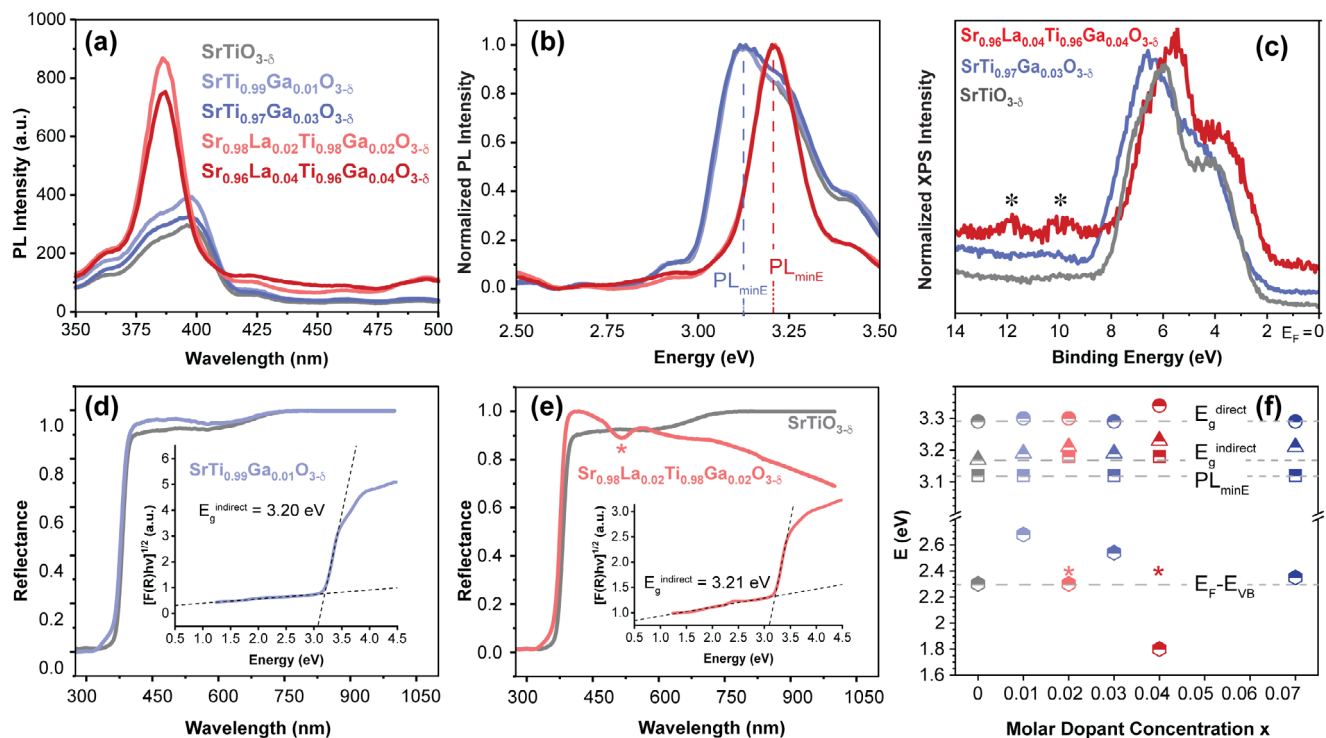 (a)
SrTiO3-δ
SrTi0.99Ga0.01O3-δ
SrTi0.97Ga0.03O3-δ
Sr0.98La0.02Ti0.98Ga0.02O3-δ
Sr0.96La0.04Ti0.96Ga0.04O3-δ
PL Intensity (a.u.)
1000
900
800
700
600
500
400
300
200
100
0
350 375 400 425 450 475 500
Wavelength (nm)
(b)
Normalized PL Intensity
1.0
0.8
0.6
0.4
0.2
0.0
PLminE
PLminE
2.50 2.75 3.00 3.25 3.50
Energy (eV)
(c)
Sr0.96La0.04Ti0.96Ga0.04O3-δ
SrTi0.97Ga0.03O3-δ
SrTiO3-δ
Normalized XPS Intensity
* *
14 12 10 8 6 4 2 EF = 0
Binding Energy (eV)
(d)
Reflectance
1.0
0.8
0.6
0.4
0.2
0.0
SrTi0.99Ga0.01O3-δ
Eg indirect = 3.20 eV
[F(R)hν]1/2 (a.u.)
6
5
4
3
2
1
0
0.5 1.2 2.0 3.0 4.0 4.5
Energy (eV)
300 450 600 750 900 1050
Wavelength (nm)
(e)
Reflectance
1.0
0.8
0.6
0.4
0.2
0.0
SrTiO3-δ
*
Sr0.98La0.02Ti0.98Ga0.02O3-δ
Eg indirect = 3.21 eV
[F(R)hν]1/2 (a.u.)
3.0
2.5
2.0
1.5
1.0
0.5 1.2 2.0 3.0 4.0 4.5
Energy (eV)
300 450 600 750 900 1050
Wavelength (nm)
(f)
E (eV)
3.3
3.2
3.1
2.6
2.4
2.2
2.0
1.8
1.6
Eg direct
Eg indirect
PLminE
EF-EVB
* *
0 0.01 0.02 0.03 0.04 0.05 0.06 0.07
Molar Dopant Concentration x